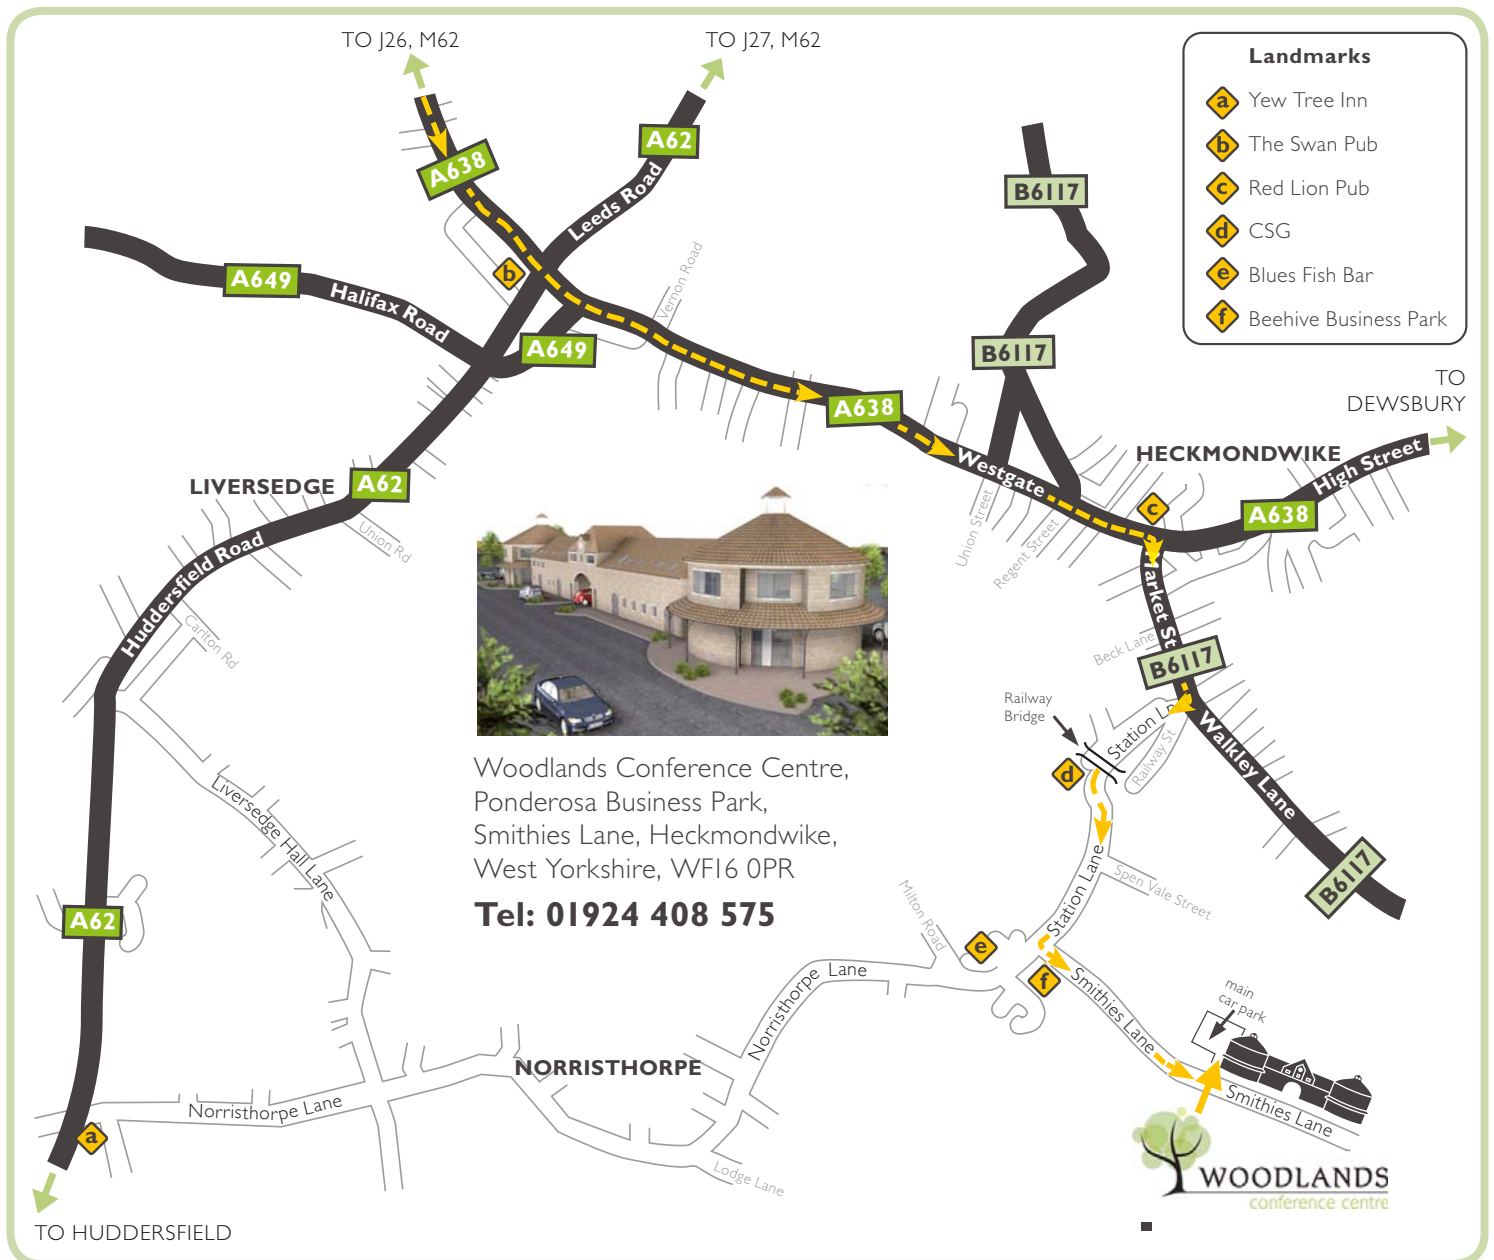 TO J26, M62
TO J27, M62
Landmarks
a Yew Tree Inn
b The Swan Pub
c Red Lion Pub
d CSG
e Blues Fish Bar
f Beehive Business Park
A638
A62
Leeds Road
B6117
A649
Halifax Road
b
Vernon Road
A649
B6117
A638
TO
DEWSBURY
HECKMONDWIKE
High Street
Westgate
A638
c
LIVERSEDGE
A62
Union Rd
Union Street
Regent Street
Huddersfield Road
Carlton Rd
Market St
Beck Lane
B6117
Railway
Bridge
Station Ln
Railway St
Walkley Lane
d
Woodlands Conference Centre,
Ponderosa Business Park,
Smithies Lane, Heckmondwike,
West Yorkshire, WF16 0PR
Tel: 01924 408 575
Liversedge Hall Lane
B6117
Station Lane
Spen Vale Street
A62
Milton Road
e
f
Norristhorpe Lane
Smithies Lane
main
car park
NORRISTHORPE
Norristhorpe Lane
Smithies Lane
a
Lodge Lane
WOODLANDS
conference centre
TO HUDDERSFIELD